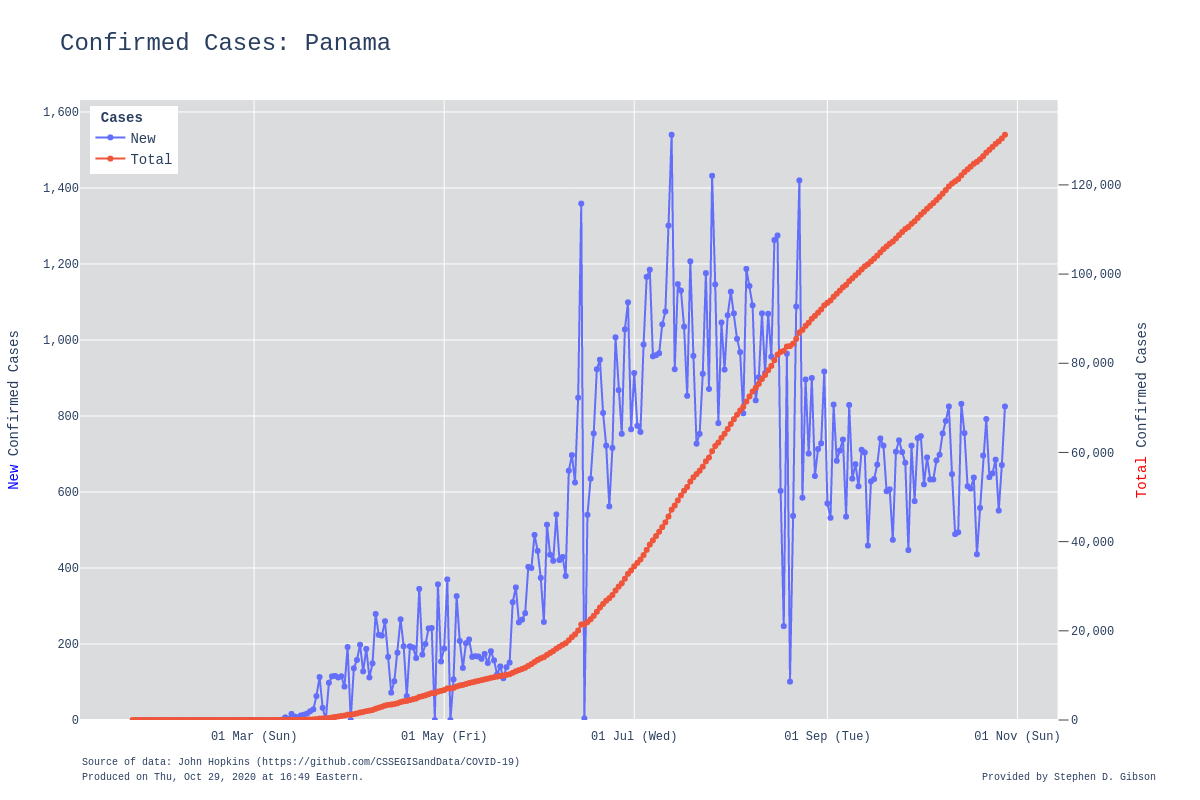 Confirmed Cases: Panama
Cases
New
Total
1,600
1,400
1,200
1,000
800
600
400
200
0
120,000
100,000
80,000
60,000
40,000
20,000
0
New Confirmed Cases
Total Confirmed Cases
01 Mar (Sun) 01 May (Fri) 01 Jul (Wed) 01 Sep (Tue) 01 Nov (Sun)
Source of data: John Hopkins (https://github.com/CSSEGISandData/COVID-19)
Produced on Thu, Oct 29, 2020 at 16:49 Eastern.
Provided by Stephen D. Gibson